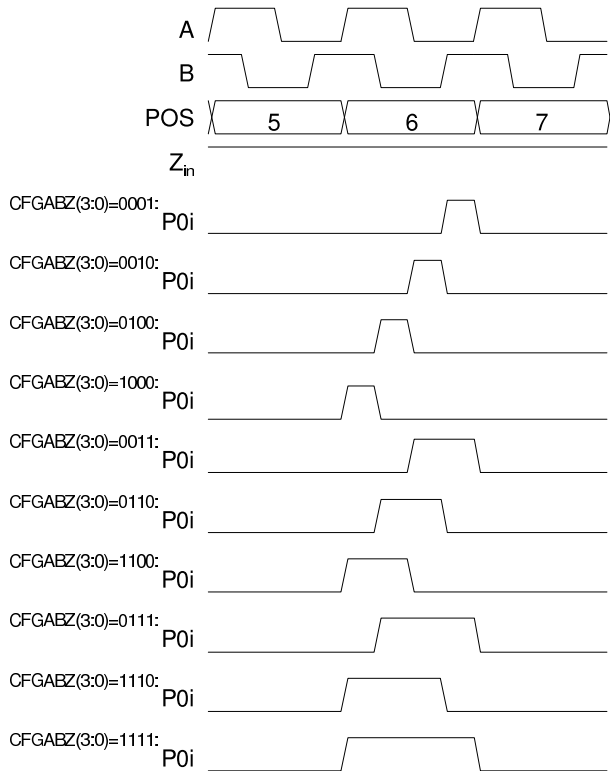 A
B
POS 5 6 7
Zin
CFGABZ(3:0)=0001:
P0i
CFGABZ(3:0)=0010:
P0i
CFGABZ(3:0)=0100:
P0i
CFGABZ(3:0)=1000:
P0i
CFGABZ(3:0)=0011:
P0i
CFGABZ(3:0)=0110:
P0i
CFGABZ(3:0)=1100:
P0i
CFGABZ(3:0)=0111:
P0i
CFGABZ(3:0)=1110:
P0i
CFGABZ(3:0)=1111:
P0i